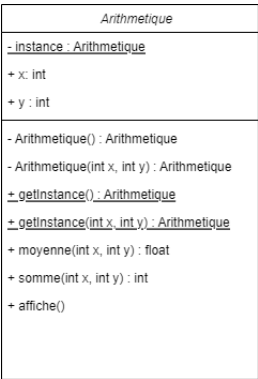 Arithmetique
- instance : Arithmetique
+ x: int
+ y : int
- Arithmetique() : Arithmetique
- Arithmetique(int x, int y) : Arithmetique
+ getInstance() : Arithmetique
+ getInstance(int x, int y) : Arithmetique
+ moyenne(int x, int y) : float
+ somme(int x, int y) : int
+ affiche()